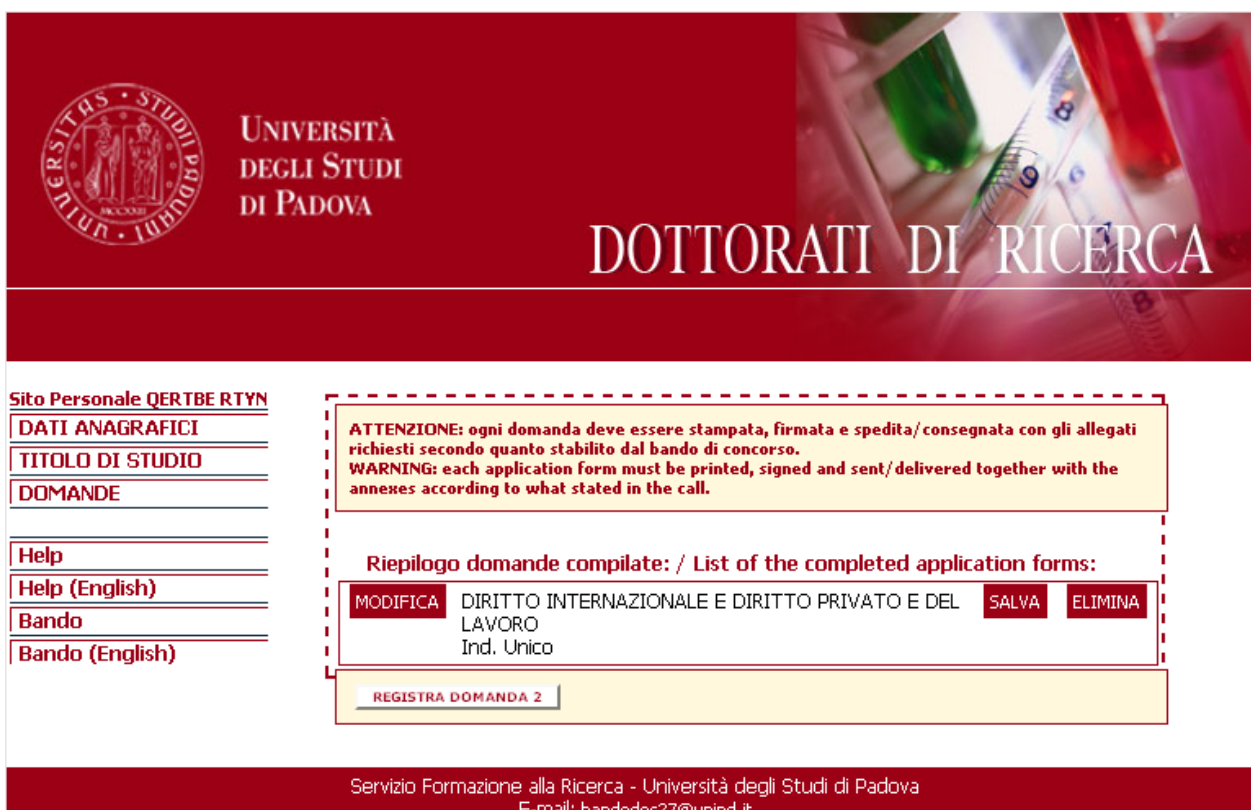 UNIVERSITÀ
DEGLI STUDI
DI PADOVA
UNIVERSITAS · STUDII PADUANI ·
MCCXXII
DOTTORATI DI RICERCA
Sito Personale QERTBE RTYN
DATI ANAGRAFICI
TITOLO DI STUDIO
DOMANDE
Help
Help (English)
Bando
Bando (English)
ATTENZIONE: ogni domanda deve essere stampata, firmata e spedita/consegnata con gli allegati
richiesti secondo quanto stabilito dal bando di concorso.
WARNING: each application form must be printed, signed and sent/delivered together with the
annexes according to what stated in the call.
Riepilogo domande compilate: / List of the completed application forms:
MODIFICA
DIRITTO INTERNAZIONALE E DIRITTO PRIVATO E DEL
LAVORO
Ind. Unico
SALVA
ELIMINA
REGISTRA DOMANDA 2
Servizio Formazione alla Ricerca - Università degli Studi di Padova
E-mail: